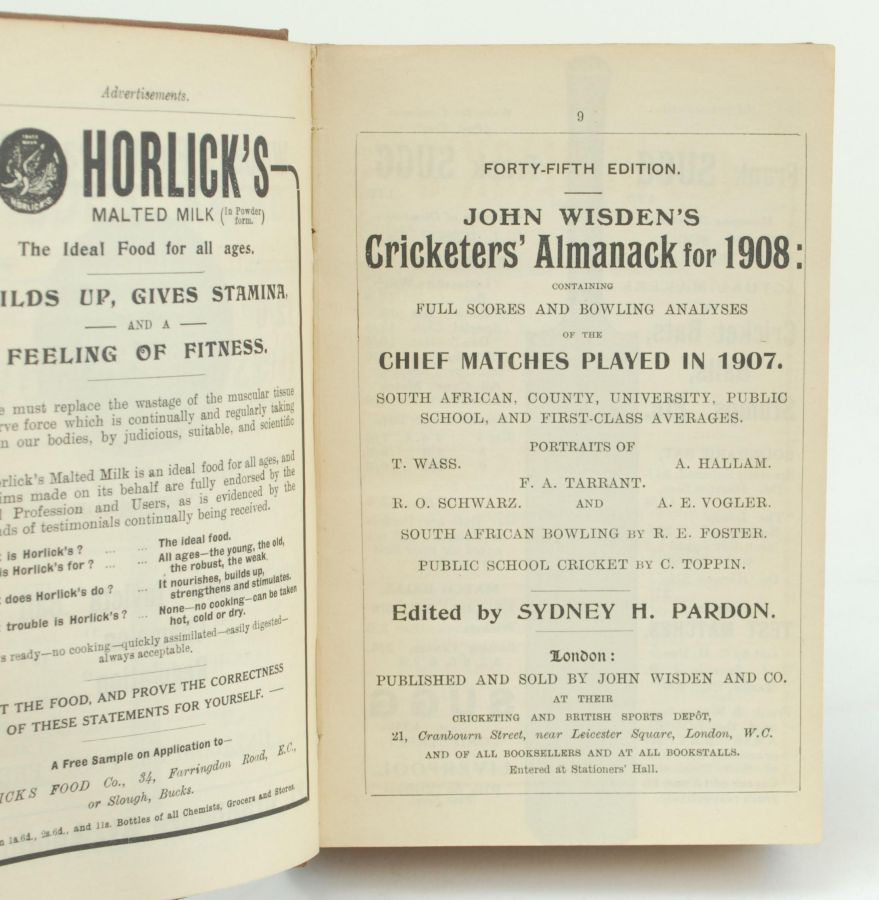 Advertisements.
HORLICK'S
MALTED MILK (In Powder form.)
The Ideal Food for all ages.
ILDS UP, GIVES STAMINA,
AND A
FEELING OF FITNESS.
e must replace the wastage of the muscular tissue
rve force which is continually and regularly taking
n our bodies, by judicious, suitable, and scientific
orlick's Malted Milk is an ideal food for all ages, and
ims made on its behalf are fully endorsed by the
l Profession and Users, as is evidenced by the
nds of testimonials continually being received.
t is Horlick's? ... ... The ideal food.
is Horlick's for? ... ... All ages—the young, the old,
the robust, the weak.
t does Horlick's do? ... It nourishes, builds up,
strengthens and stimulates.
t trouble is Horlick's? ... None—no cooking—can be taken
hot, cold or dry.
s ready—no cooking—quickly assimilated—easily digested—
always acceptable.
T THE FOOD, AND PROVE THE CORRECTNESS
OF THESE STATEMENTS FOR YOURSELF. —
A Free Sample on Application to—
ICKS FOOD Co., 34, Farringdon Road, E.C.,
or Slough, Bucks.
n 1s.6d., 2s.6d., and 11s. Bottles of all Chemists, Grocers and Stores.
9
FORTY-FIFTH EDITION.
JOHN WISDEN'S
Cricketers' Almanack for 1908:
CONTAINING
FULL SCORES AND BOWLING ANALYSES
OF THE
CHIEF MATCHES PLAYED IN 1907.
SOUTH AFRICAN, COUNTY, UNIVERSITY, PUBLIC
SCHOOL, AND FIRST-CLASS AVERAGES.
PORTRAITS OF
T. WASS. A. HALLAM.
F. A. TARRANT.
R. O. SCHWARZ. AND A. E. VOGLER.
SOUTH AFRICAN BOWLING BY R. E. FOSTER.
PUBLIC SCHOOL CRICKET BY C. TOPPIN.
Edited by SYDNEY H. PARDON.
London:
PUBLISHED AND SOLD BY JOHN WISDEN AND CO.
AT THEIR
CRICKETING AND BRITISH SPORTS DEPÔT,
21, Cranbourn Street, near Leicester Square, London, W.C.
AND OF ALL BOOKSELLERS AND AT ALL BOOKSTALLS.
Entered at Stationers' Hall.